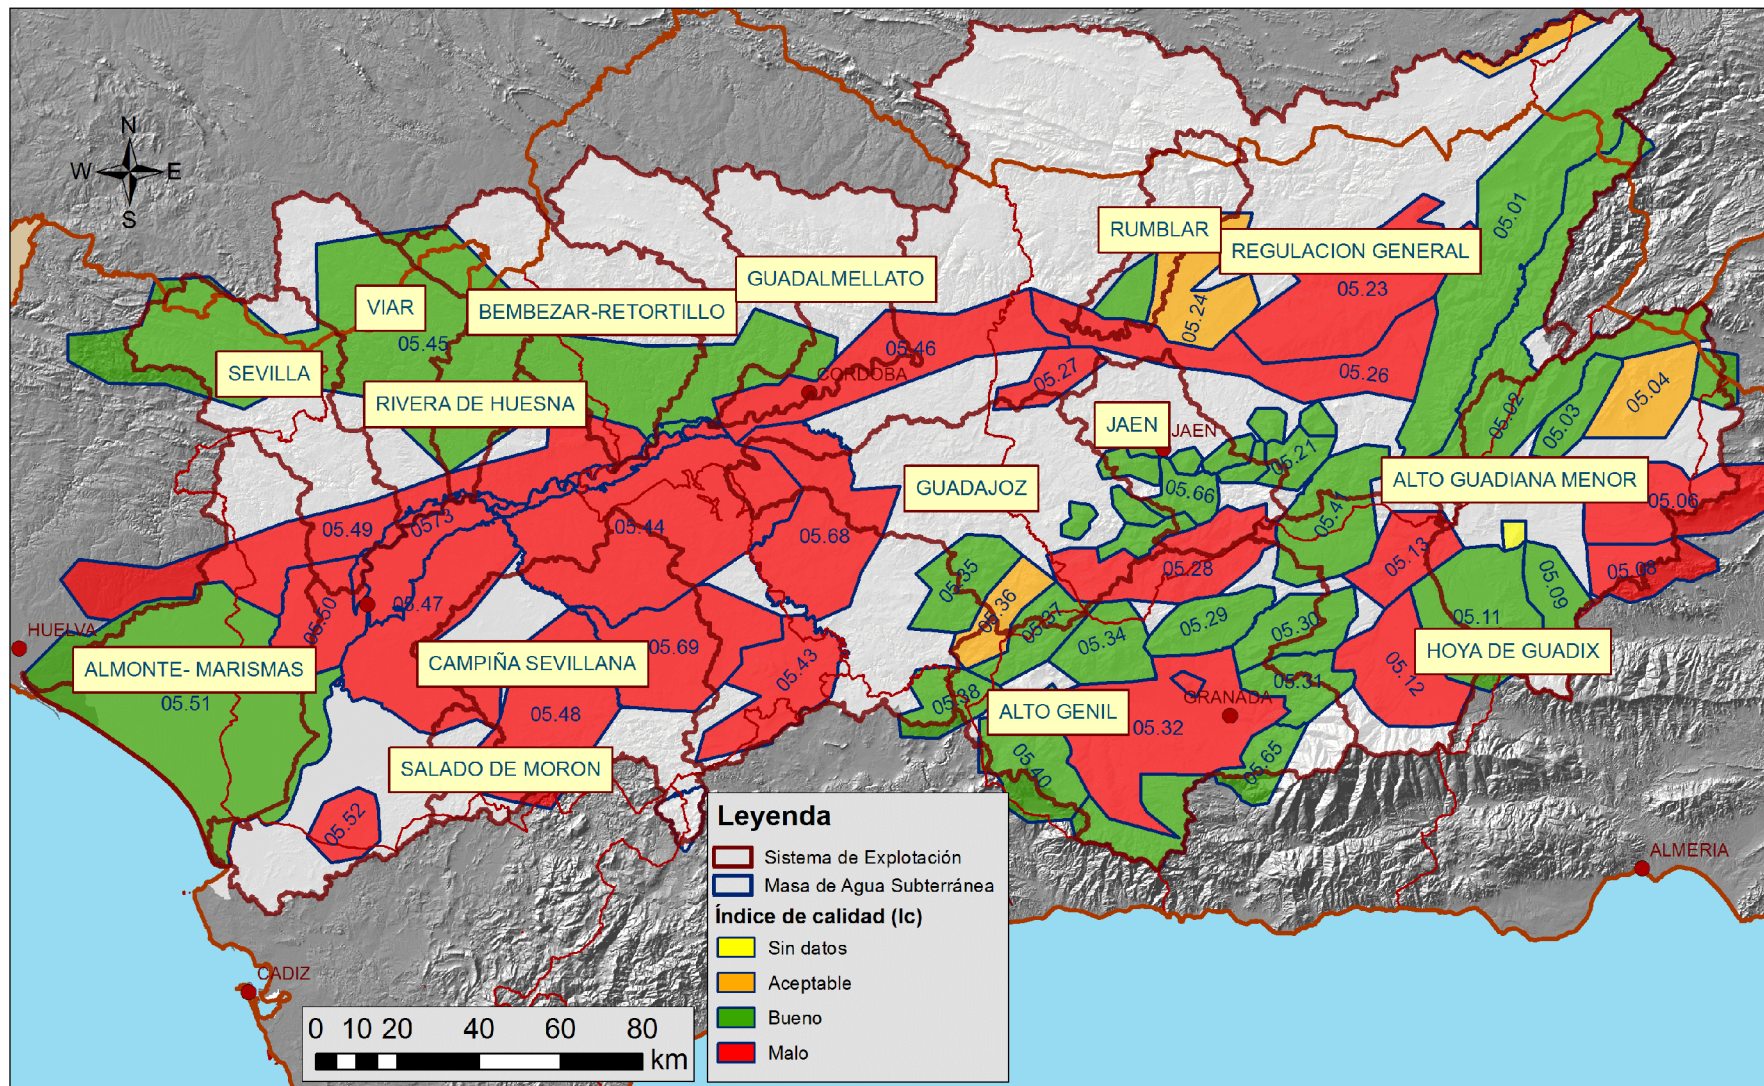 N
W
E
S
RUMBLAR
REGULACION GENERAL
05.01
GUADALMELLATO
VIAR
BEMBEZAR-RETORTILLO
05.23
05.24
05.45
05.46
SEVILLA
05.27
05.26
CORDOBA
RIVERA DE HUESNA
05.02
05.03
05.04
JAEN
JAEN
05.21
GUADAJOZ
05.66
ALTO GUADIANA MENOR
05.06
05.49
0573
05.44
05.68
05.41
05.13
05.28
05.08
05.35
05.36
05.37
05.09
05.50
05.47
05.11
HUELVA
05.34
05.29
05.30
ALMONTE- MARISMAS
CAMPIÑA SEVILLANA
05.69
05.43
HOYA DE GUADIX
05.51
05.38
05.31
05.12
GRANADA
05.48
ALTO GENIL
05.32
SALADO DE MORON
05.40
05.65
05.52
ALMERIA
CADIZ
Leyenda
Sistema de Explotación
Masa de Agua Subterránea
Índice de calidad (Ic)
Sin datos
Aceptable
Bueno
Malo
0 10 20 40 60 80
km